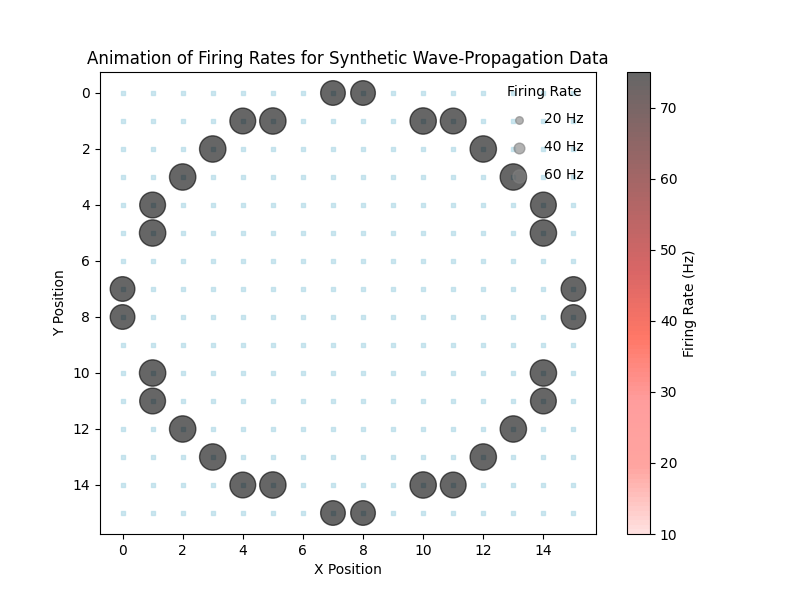 Animation of Firing Rates for Synthetic Wave-Propagation Data
Firing Rate
20 Hz
40 Hz
60 Hz
0
2
4
6
8
10
12
14
Y Position
0 2 4 6 8 10 12 14
X Position
70
60
50
40
30
20
10
Firing Rate (Hz)